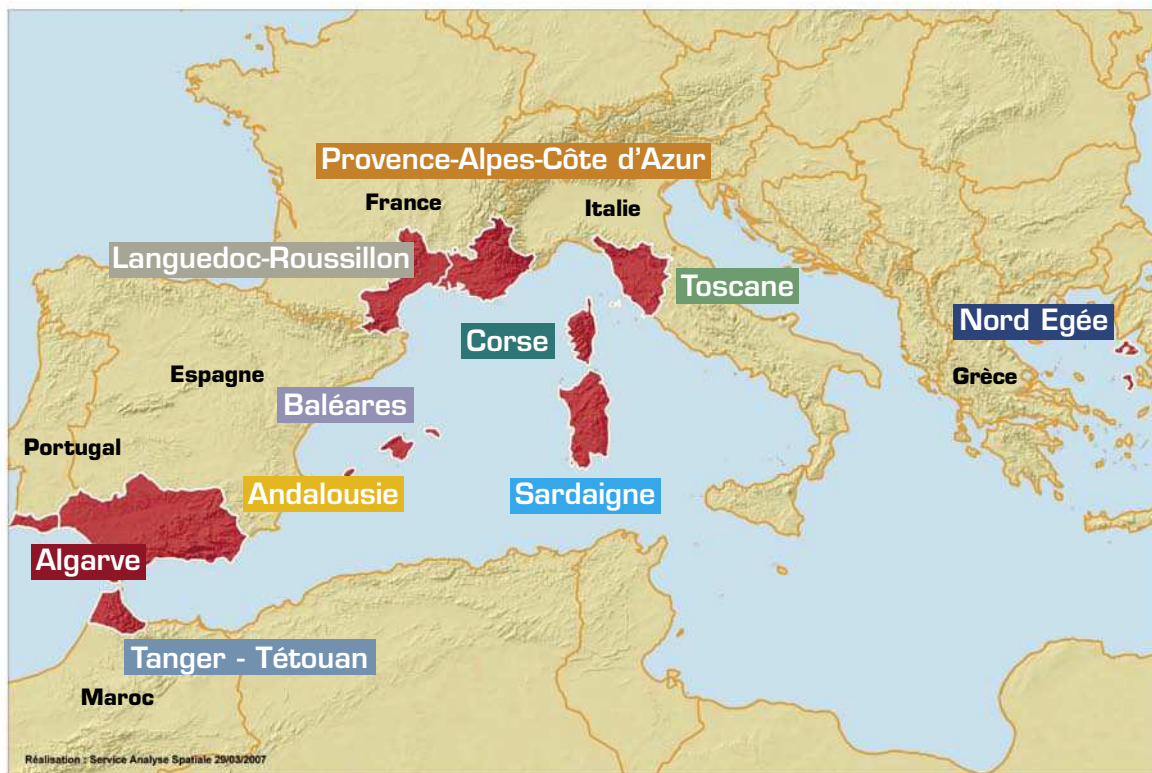 Provence-Alpes-Côte d'Azur
France
Italie
Languedoc-Roussillon
Toscane
Nord Egée
Corse
Espagne
Grèce
Baléares
Portugal
Andalousie
Sardaigne
Algarve
Tanger - Tétouan
Maroc
Réalisation : Service Analyse Spatiale 29/03/2007